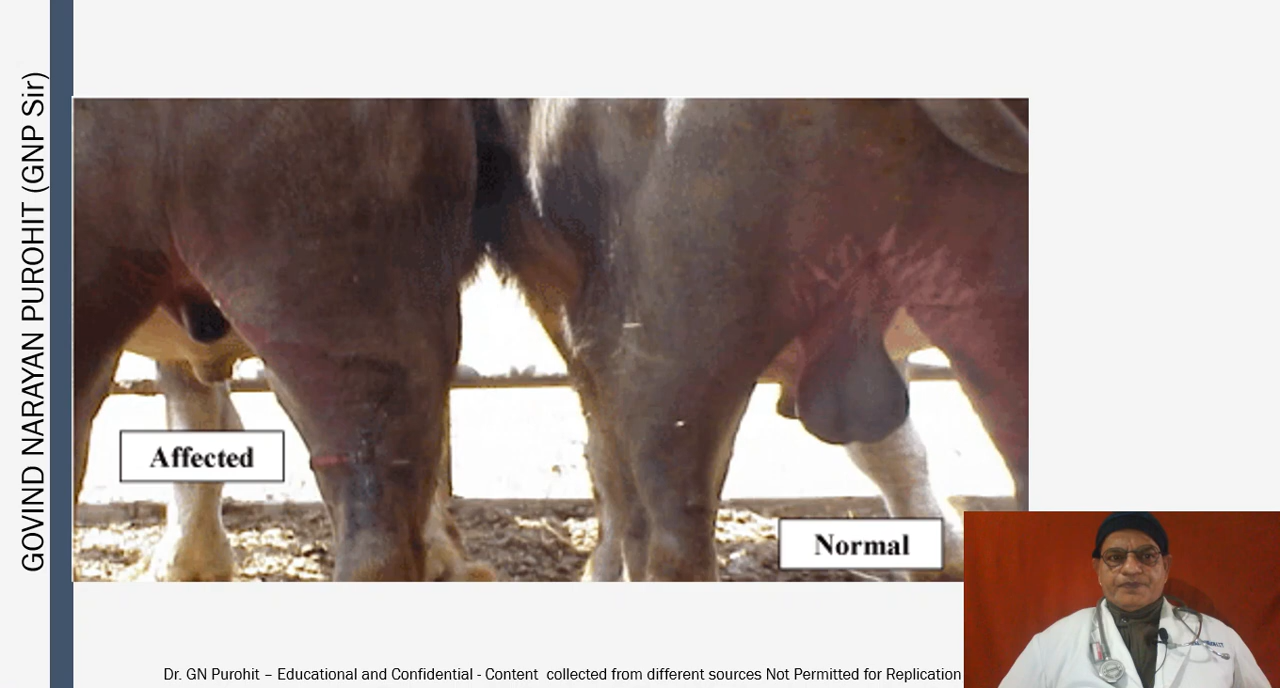 GOVIND NARAYAN PUROHIT (GNP Sir)
Affected
Normal
Dr. GN Purohit – Educational and Confidential - Content collected from different sources Not Permitted for Replication